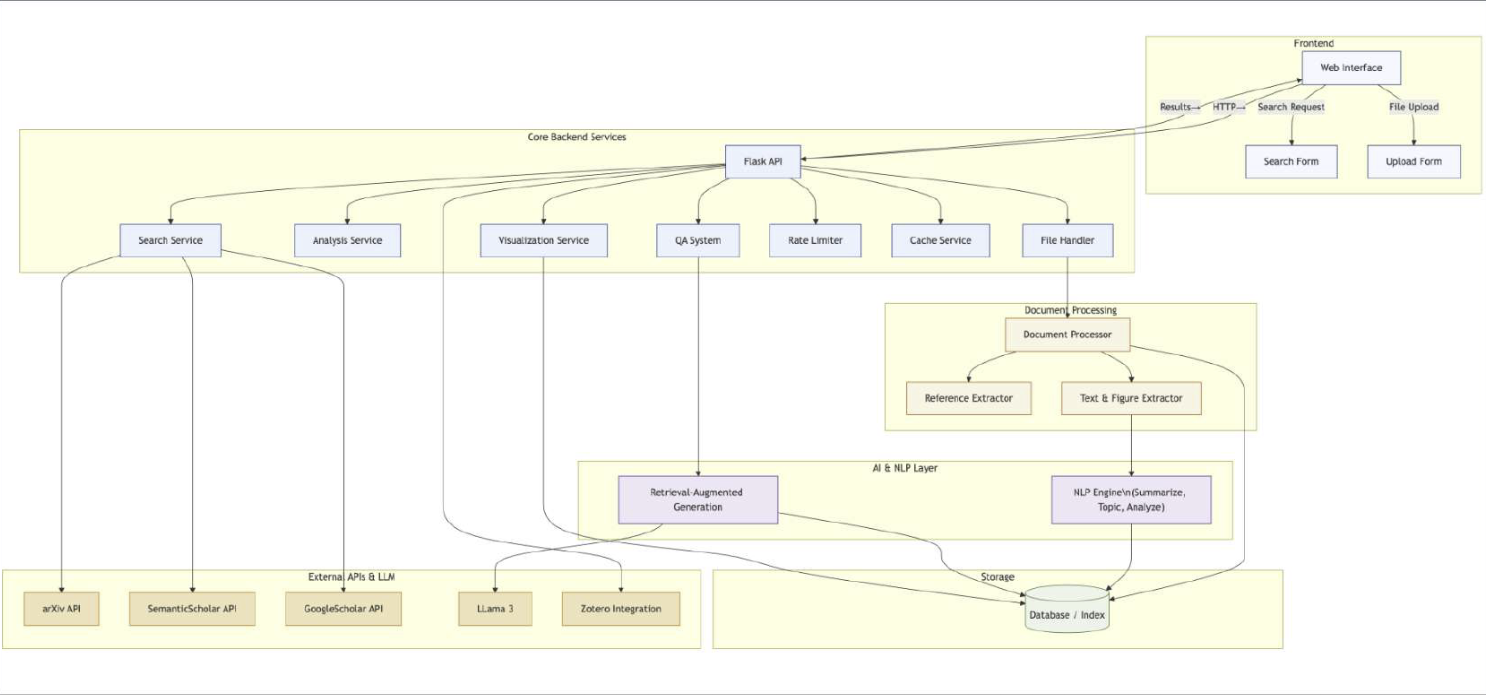 Frontend
Web Interface
Results→ HTTP→ Search Request File Upload
Search Form Upload Form
Core Backend Services
Flask API
Search Service Analysis Service Visualization Service QA System Rate Limiter Cache Service File Handler
Document Processing
Document Processor
Reference Extractor Text & Figure Extractor
AI & NLP Layer
Retrieval-Augmented
Generation
NLP Engine\n(Summarize,
Topic, Analyze)
External APIs & LLM
arXiv API SemanticScholar API GoogleScholar API LLama 3 Zotero Integration
Storage
Database / Index